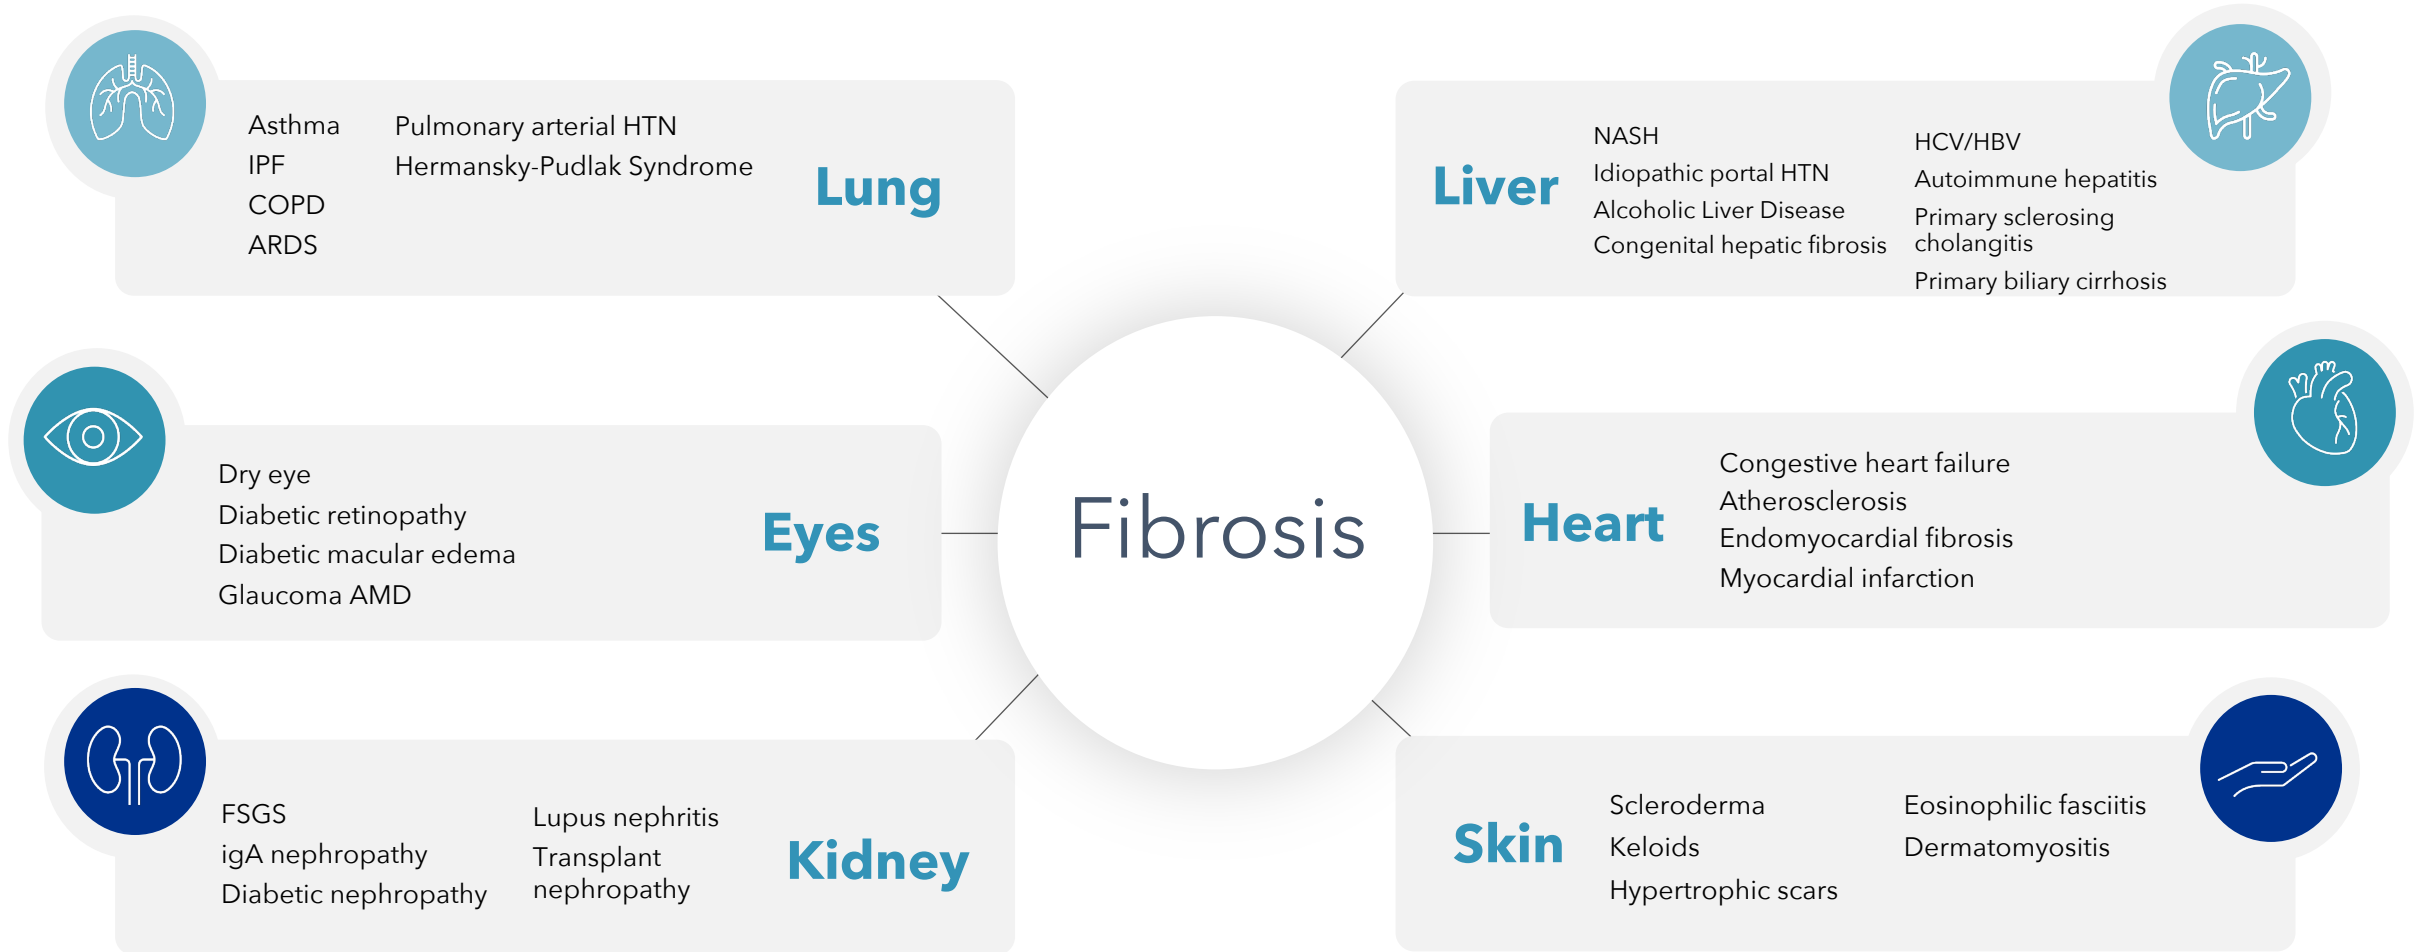 Asthma
IPF
COPD
ARDS
Pulmonary arterial HTN
Hermansky-Pudlak Syndrome
Lung
Liver
NASH
Idiopathic portal HTN
Alcoholic Liver Disease
Congenital hepatic fibrosis
HCV/HBV
Autoimmune hepatitis
Primary sclerosing
cholangitis
Primary biliary cirrhosis
Dry eye
Diabetic retinopathy
Diabetic macular edema
Glaucoma AMD
Eyes
Fibrosis
Heart
Congestive heart failure
Atherosclerosis
Endomyocardial fibrosis
Myocardial infarction
FSGS
igA nephropathy
Diabetic nephropathy
Lupus nephritis
Transplant
nephropathy
Kidney
Skin
Scleroderma
Keloids
Hypertrophic scars
Eosinophilic fasciitis
Dermatomyositis